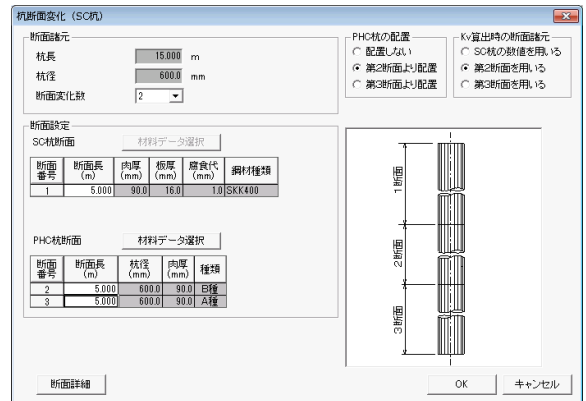 杭断面変化（SC杭）
断面諸元
杭長 15.000 m
杭径 600.0 mm
断面変化数 2
PHC杭の配置
配置しない
第2断面より配置
第3断面より配置
Kv算出時の断面諸元
SC杭の数値を用いる
第2断面を用いる
第3断面を用いる
断面設定
SC杭断面 材料データ選択
断面番号 断面長(m) 肉厚(mm) 板厚(mm) 腐食代(mm) 鋼材種類
1 5.000 90.0 16.0 1.0 SKK400
PHC杭断面 材料データ選択
断面番号 断面長(m) 杭径(mm) 肉厚(mm) 種類
2 5.000 600.0 90.0 B種
3 5.000 600.0 90.0 A種
1断面
2断面
3断面
断面詳細
OK
キャンセル